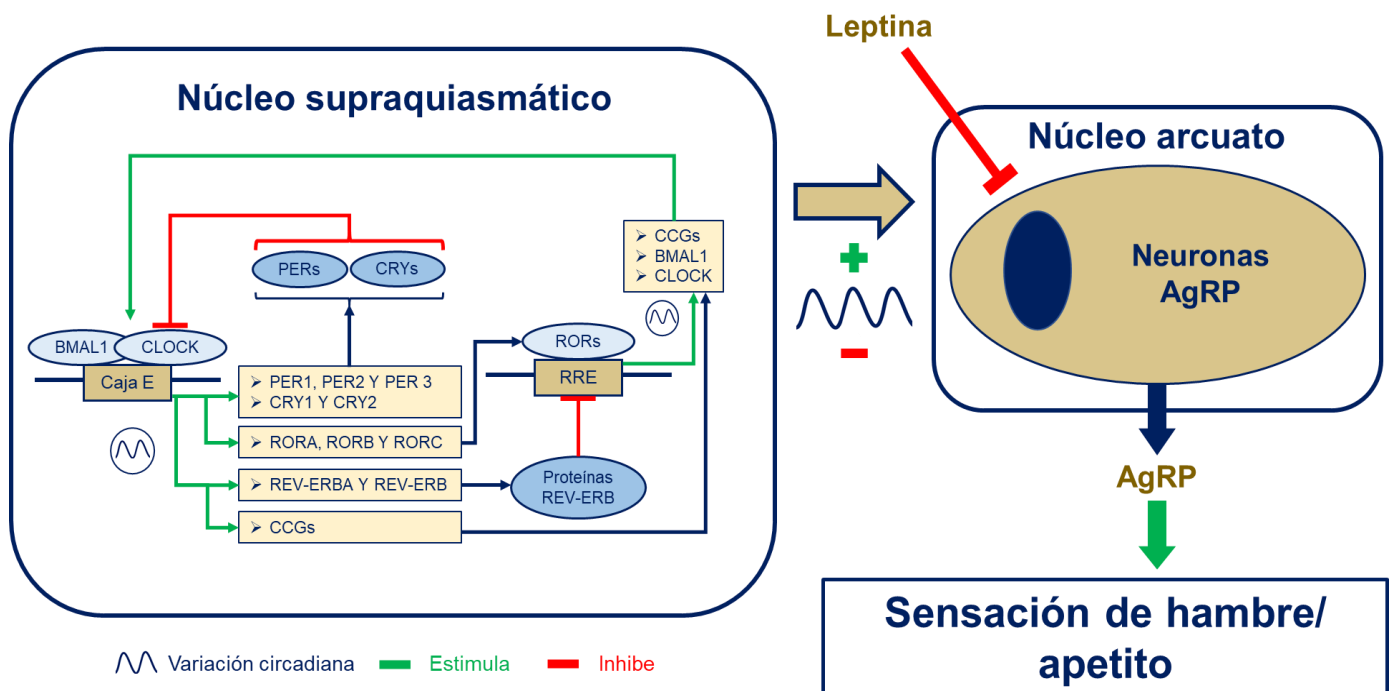 Leptina
Núcleo supraquiasmático
Núcleo arcuato
➢ CCGs
➢ BMAL1
➢ CLOCK
PERs
CRYs
Neuronas
AgRP
BMAL1
CLOCK
RORs
Caja E
RRE
➢ PER1, PER2 Y PER 3
➢ CRY1 Y CRY2
➢ RORA, RORB Y RORC
➢ REV-ERBA Y REV-ERB
Proteínas
REV-ERB
➢ CCGs
AgRP
Sensación de hambre/
apetito
Variación circadiana
Estimula
Inhibe